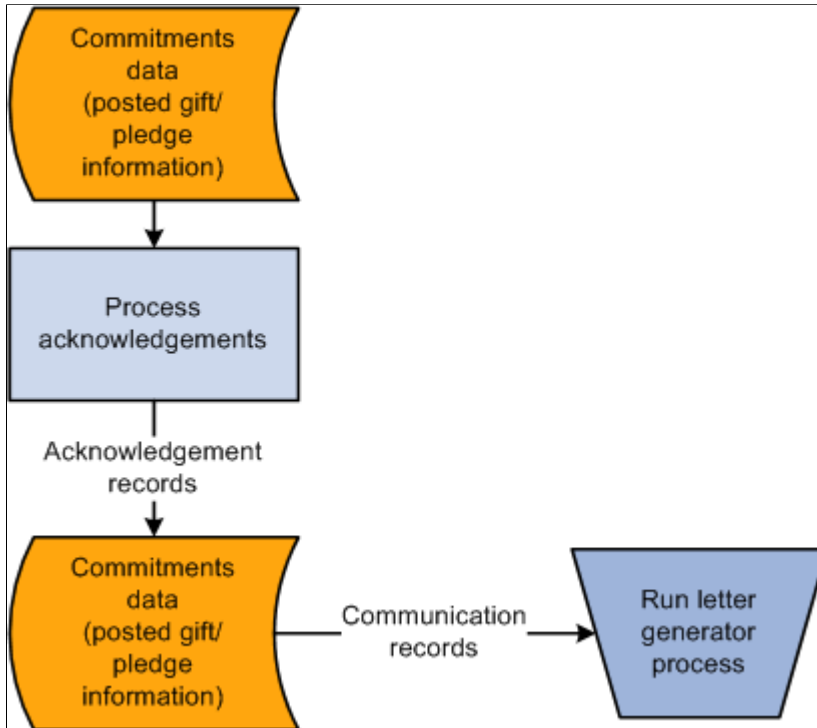 Commitments
data
(posted gift/
pledge
information)
Process
acknowledgements
Acknowledgement
records
Commitments
data
(posted gift/
pledge
information)
Communication
records
Run letter
generator
process